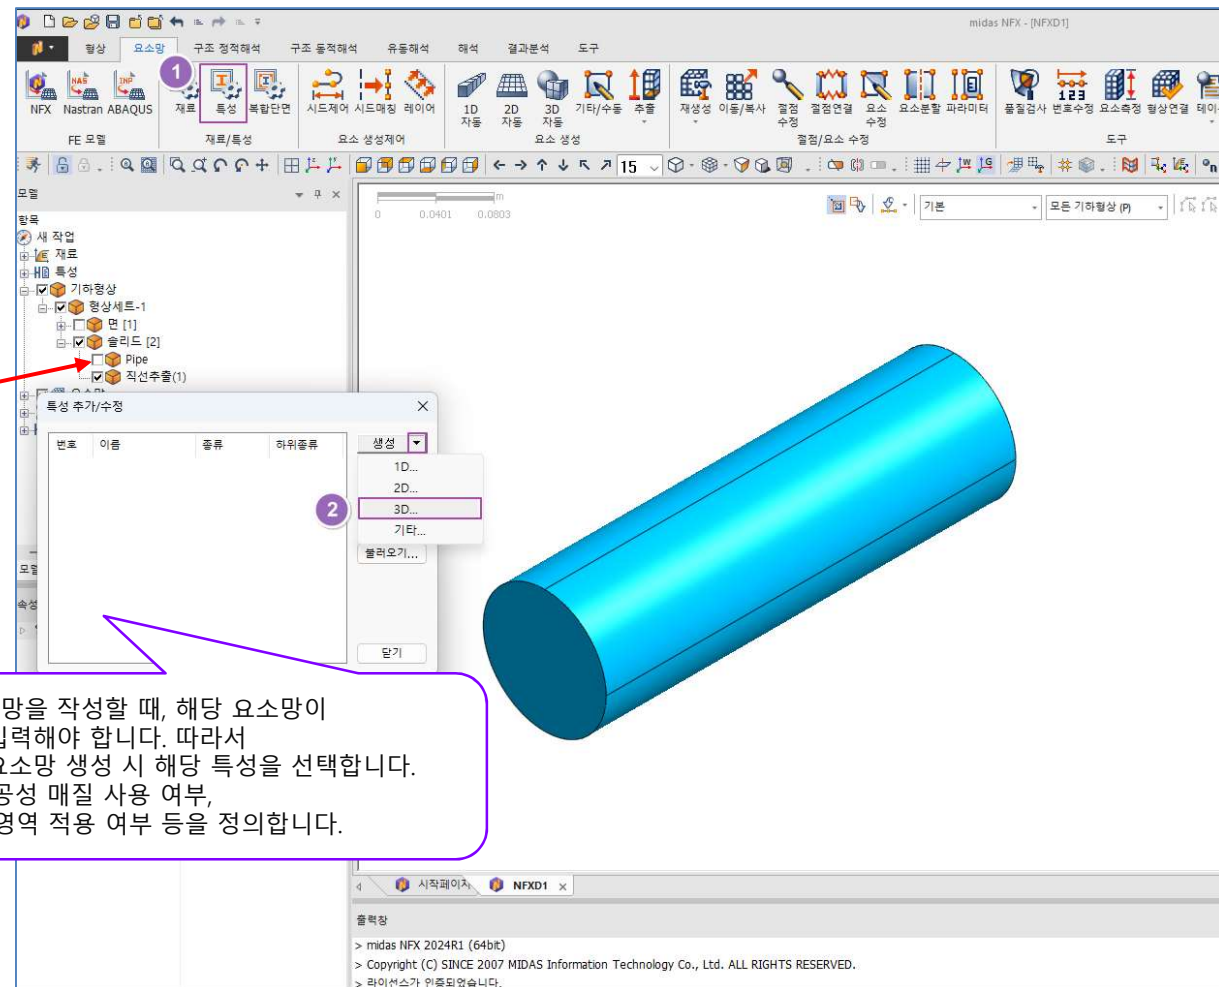 midas NFX - [NFXD1]
형상 요소망 구조 정적해석 구조 동적해석 유동해석 해석 결과분석 도구
1
NFX Nastran ABAQUS 재료 특성 복합단면 시드제어 시드매칭 레이어 1D 자동 2D 자동 3D 자동 기타/수동 추출 재생성 이동/복사 절점 수정 절점연결 요소 수정 요소분할 파라미터 품질검사 번호수정 요소측정 형상연결
FE 모델 재료/특성 요소 생성제어 요소 생성 절점/요소 수정 도구
15
모델
항목
새 작업
재료
특성
기하형상
형상세트-1
면 [1]
솔리드 [2]
Pipe
직선추출(1)
m
0 0.0401 0.0803
기본 모든 기하형상 (P)
특성 추가/수정
번호 이름 종류 하위종류 생성
1D...
2D...
2 3D...
기타...
불러오기...
닫기
망을 작성할 때, 해당 요소망이
입력해야 합니다. 따라서
요소망 생성 시 해당 특성을 선택합니다.
공성 매질 사용 여부,
영역 적용 여부 등을 정의합니다.
시작페이지 NFXD1
출력창
> midas NFX 2024R1 (64bit)
> Copyright (C) SINCE 2007 MIDAS Information Technology Co., Ltd. ALL RIGHTS RESERVED.
> 라이선스가 인증되었습니다.